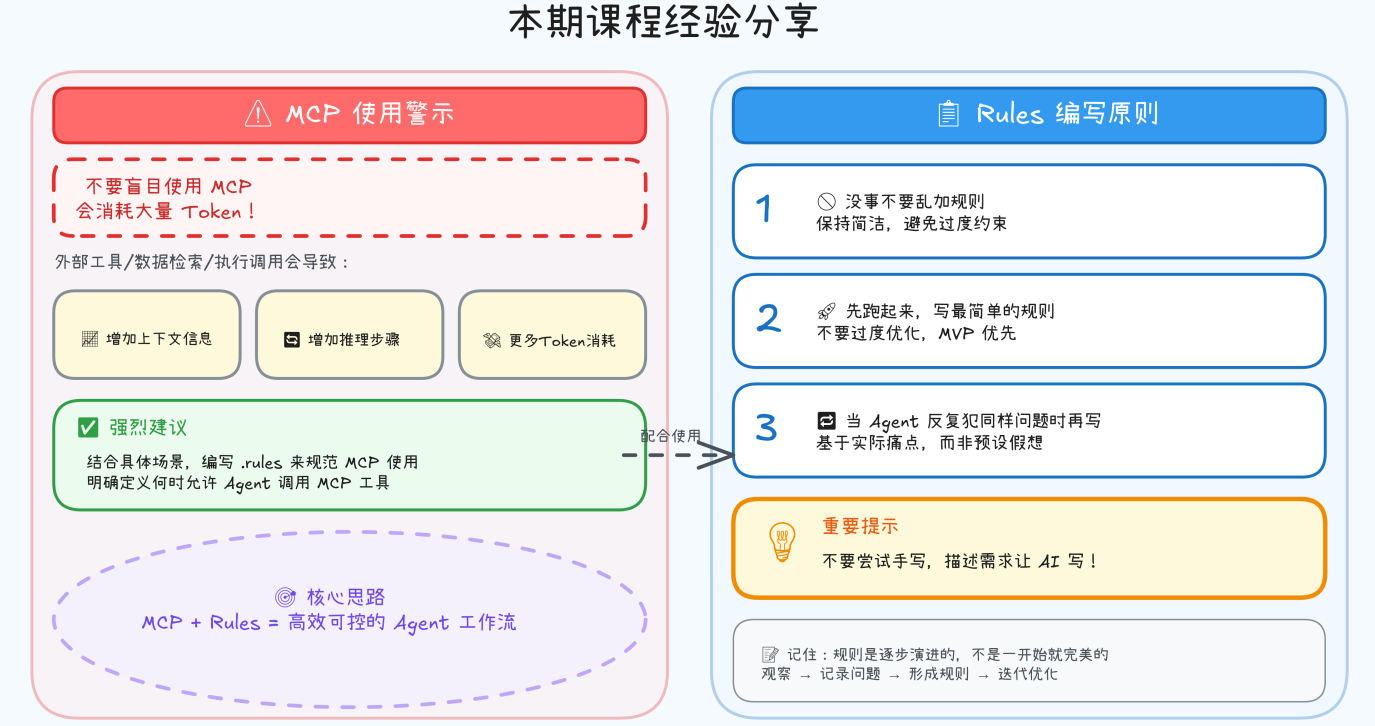 本期课程经验分享
⚠ MCP 使用警示
不要盲目使用 MCP
会消耗大量 Token！
外部工具/数据检索/执行调用会导致：
增加上下文信息
增加推理步骤
更多Token消耗
✅ 强烈建议
结合具体场景，编写 .rules 来规范 MCP 使用
明确定义何时允许 Agent 调用 MCP 工具
🎯 核心思路
MCP + Rules = 高效可控的 Agent 工作流
配合使用
📋 Rules 编写原则
1
🚫 没事不要乱加规则
保持简洁，避免过度约束
2
🚀 先跑起来，写最简单的规则
不要过度优化，MVP 优先
3
🔁 当 Agent 反复犯同样问题时再写
基于实际痛点，而非预设假想
💡 重要提示
不要尝试手写，描述需求让 AI 写！
📝 记住：规则是逐步演进的，不是一开始就完美的
观察 → 记录问题 → 形成规则 → 迭代优化